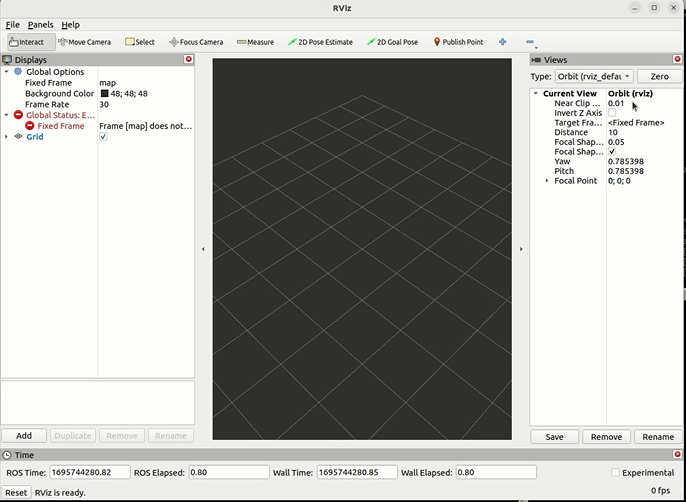 RViz
File Panels Help
Interact Move Camera Select Focus Camera Measure 2D Pose Estimate 2D Goal Pose Publish Point
Displays
Global Options
Fixed Frame map
Background Color 48; 48; 48
Frame Rate 30
Global Status: E...
Fixed Frame Frame [map] does not...
Grid
Add Duplicate Remove Rename
Views
Type: Orbit (rviz_defau Zero
Current View Orbit (rviz)
Near Clip ... 0.01
Invert Z Axis
Target Fra... <Fixed Frame>
Distance 10
Focal Shap... 0.05
Focal Shap...
Yaw 0.785398
Pitch 0.785398
Focal Point 0; 0; 0
Save Remove Rename
Time
ROS Time: 1695744280.82 ROS Elapsed: 0.80 Wall Time: 1695744280.85 Wall Elapsed: 0.80 Experimental
Reset RViz is ready. 0 fps